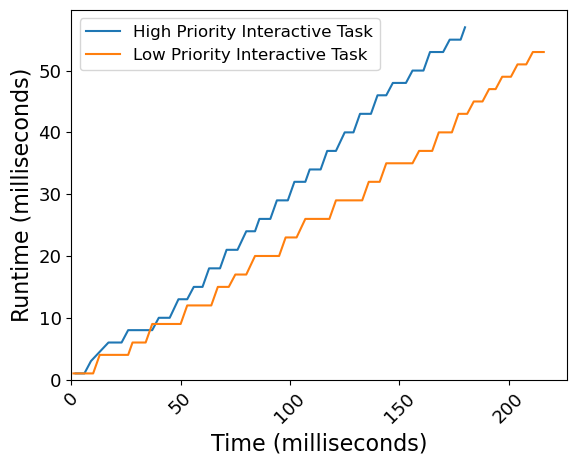 High Priority Interactive Task
Low Priority Interactive Task
Runtime (milliseconds)
50
40
30
20
10
0
0
50
100
150
200
Time (milliseconds)